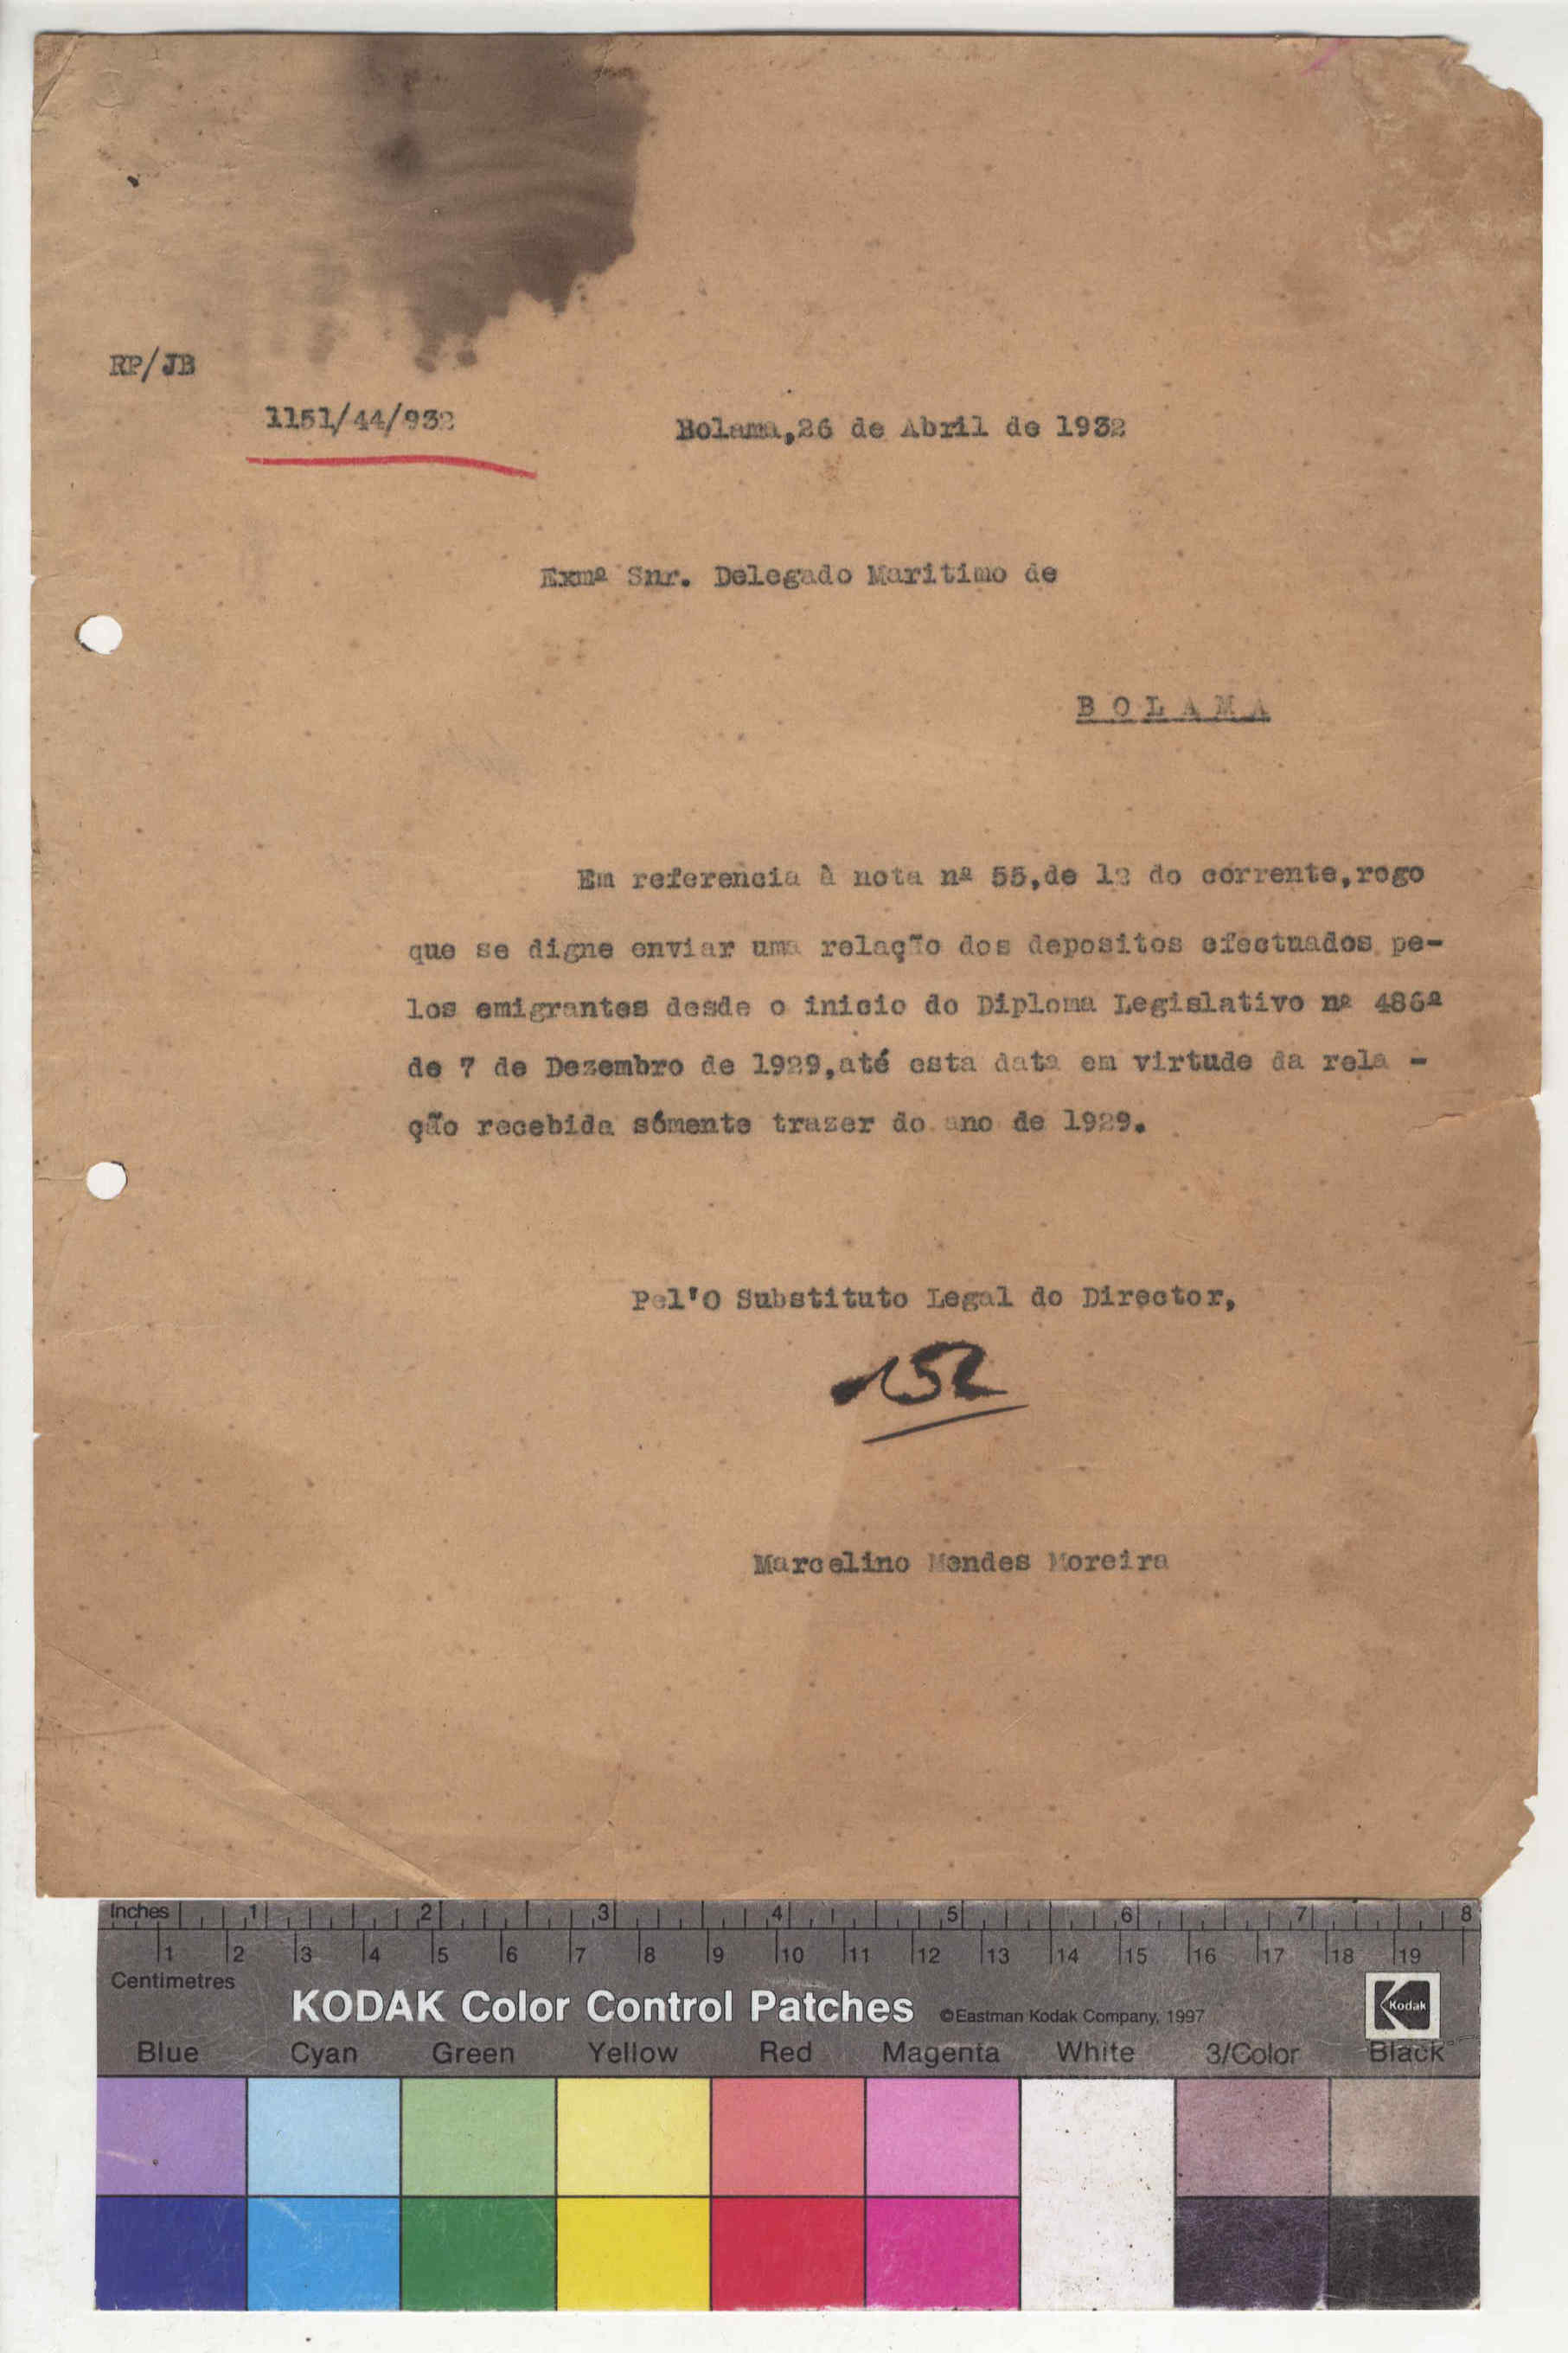 RP/JB
1151/44/932
Bolama,26 de Abril de 1932
Exmº Snr. Delegado Maritimo de
B O L A M A
Em referencia à nota nº 55,de 12 do corrente,rogo
que se digne enviar uma relação dos depositos efectuados pe-
los emigrantes desde o inicio do Diploma Legislativo nº 486ª
de 7 de Dezembro de 1929,até esta data em virtude da rela -
ção recebida sómente trazer do ano de 1929.
Pel'O Substituto Legal do Director,
152
Marcelino Mendes Moreira
Inches 1 2 3 4 5 6 7 8
1 2 3 4 5 6 7 8 9 10 11 12 13 14 15 16 17 18 19
Centimetres
KODAK Color Control Patches ©Eastman Kodak Company, 1997 Kodak
Blue Cyan Green Yellow Red Magenta White 3/Color Black